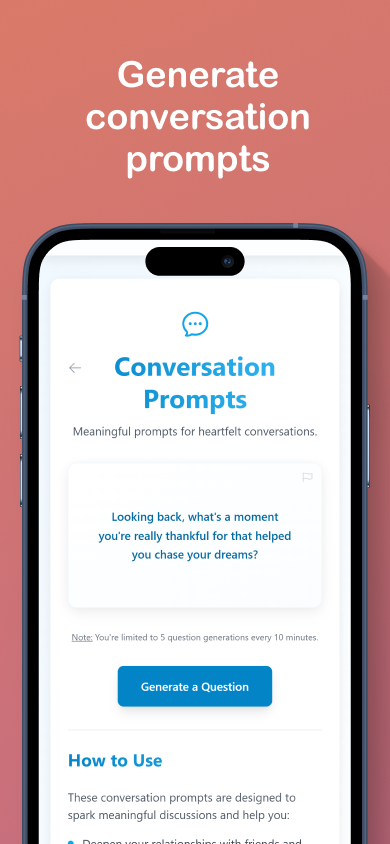 Generate
conversation
prompts
Conversation
Prompts
Meaningful prompts for heartfelt conversations.
Looking back, what's a moment
you're really thankful for that helped
you chase your dreams?
Note: You're limited to 5 question generations every 10 minutes.
Generate a Question
How to Use
These conversation prompts are designed to
spark meaningful discussions and help you:
Deepen your relationships with friends and